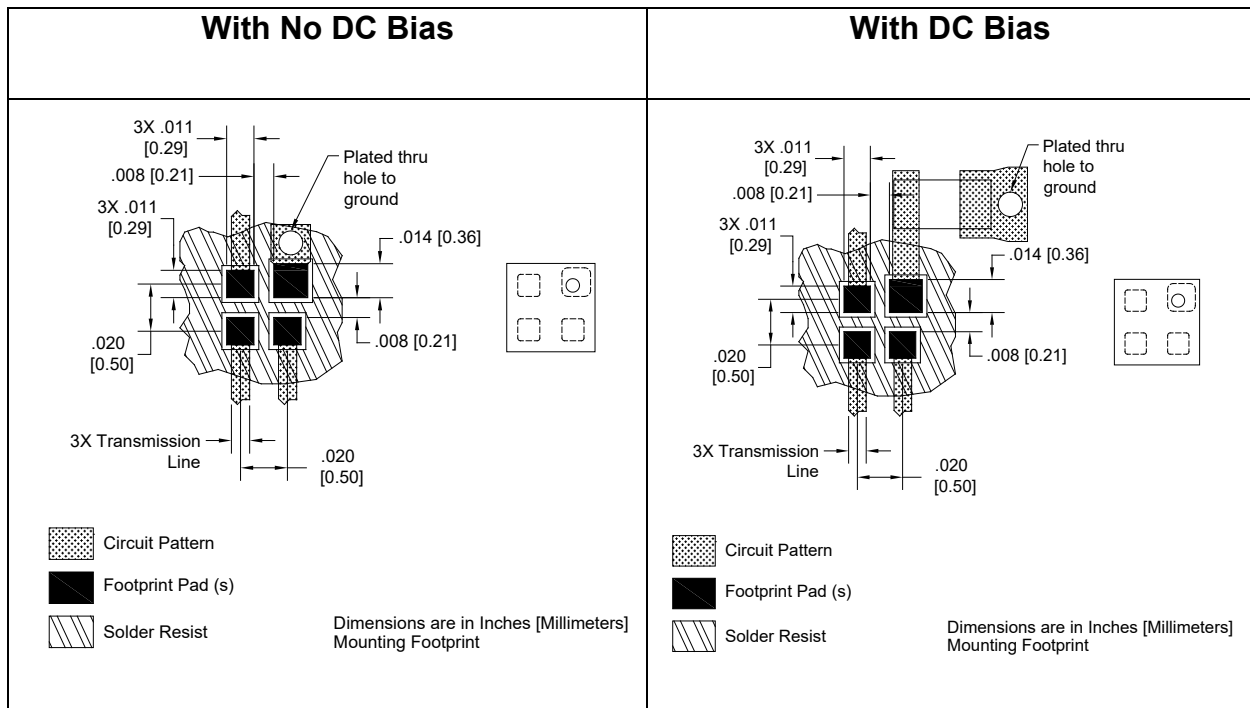 With No DC Bias
With DC Bias
3X .011
[0.29]
.008 [0.21]
3X .011
[0.29]
Plated thru
hole to
ground
.014 [0.36]
.008 [0.21]
.020
[0.50]
3X Transmission
Line
.020
[0.50]
Circuit Pattern
Footprint Pad (s)
Solder Resist
Dimensions are in Inches [Millimeters]
Mounting Footprint
3X .011
[0.29]
.008 [0.21]
3X .011
[0.29]
Plated thru
hole to
ground
.014 [0.36]
.008 [0.21]
.020
[0.50]
3X Transmission
Line
.020
[0.50]
Circuit Pattern
Footprint Pad (s)
Solder Resist
Dimensions are in Inches [Millimeters]
Mounting Footprint